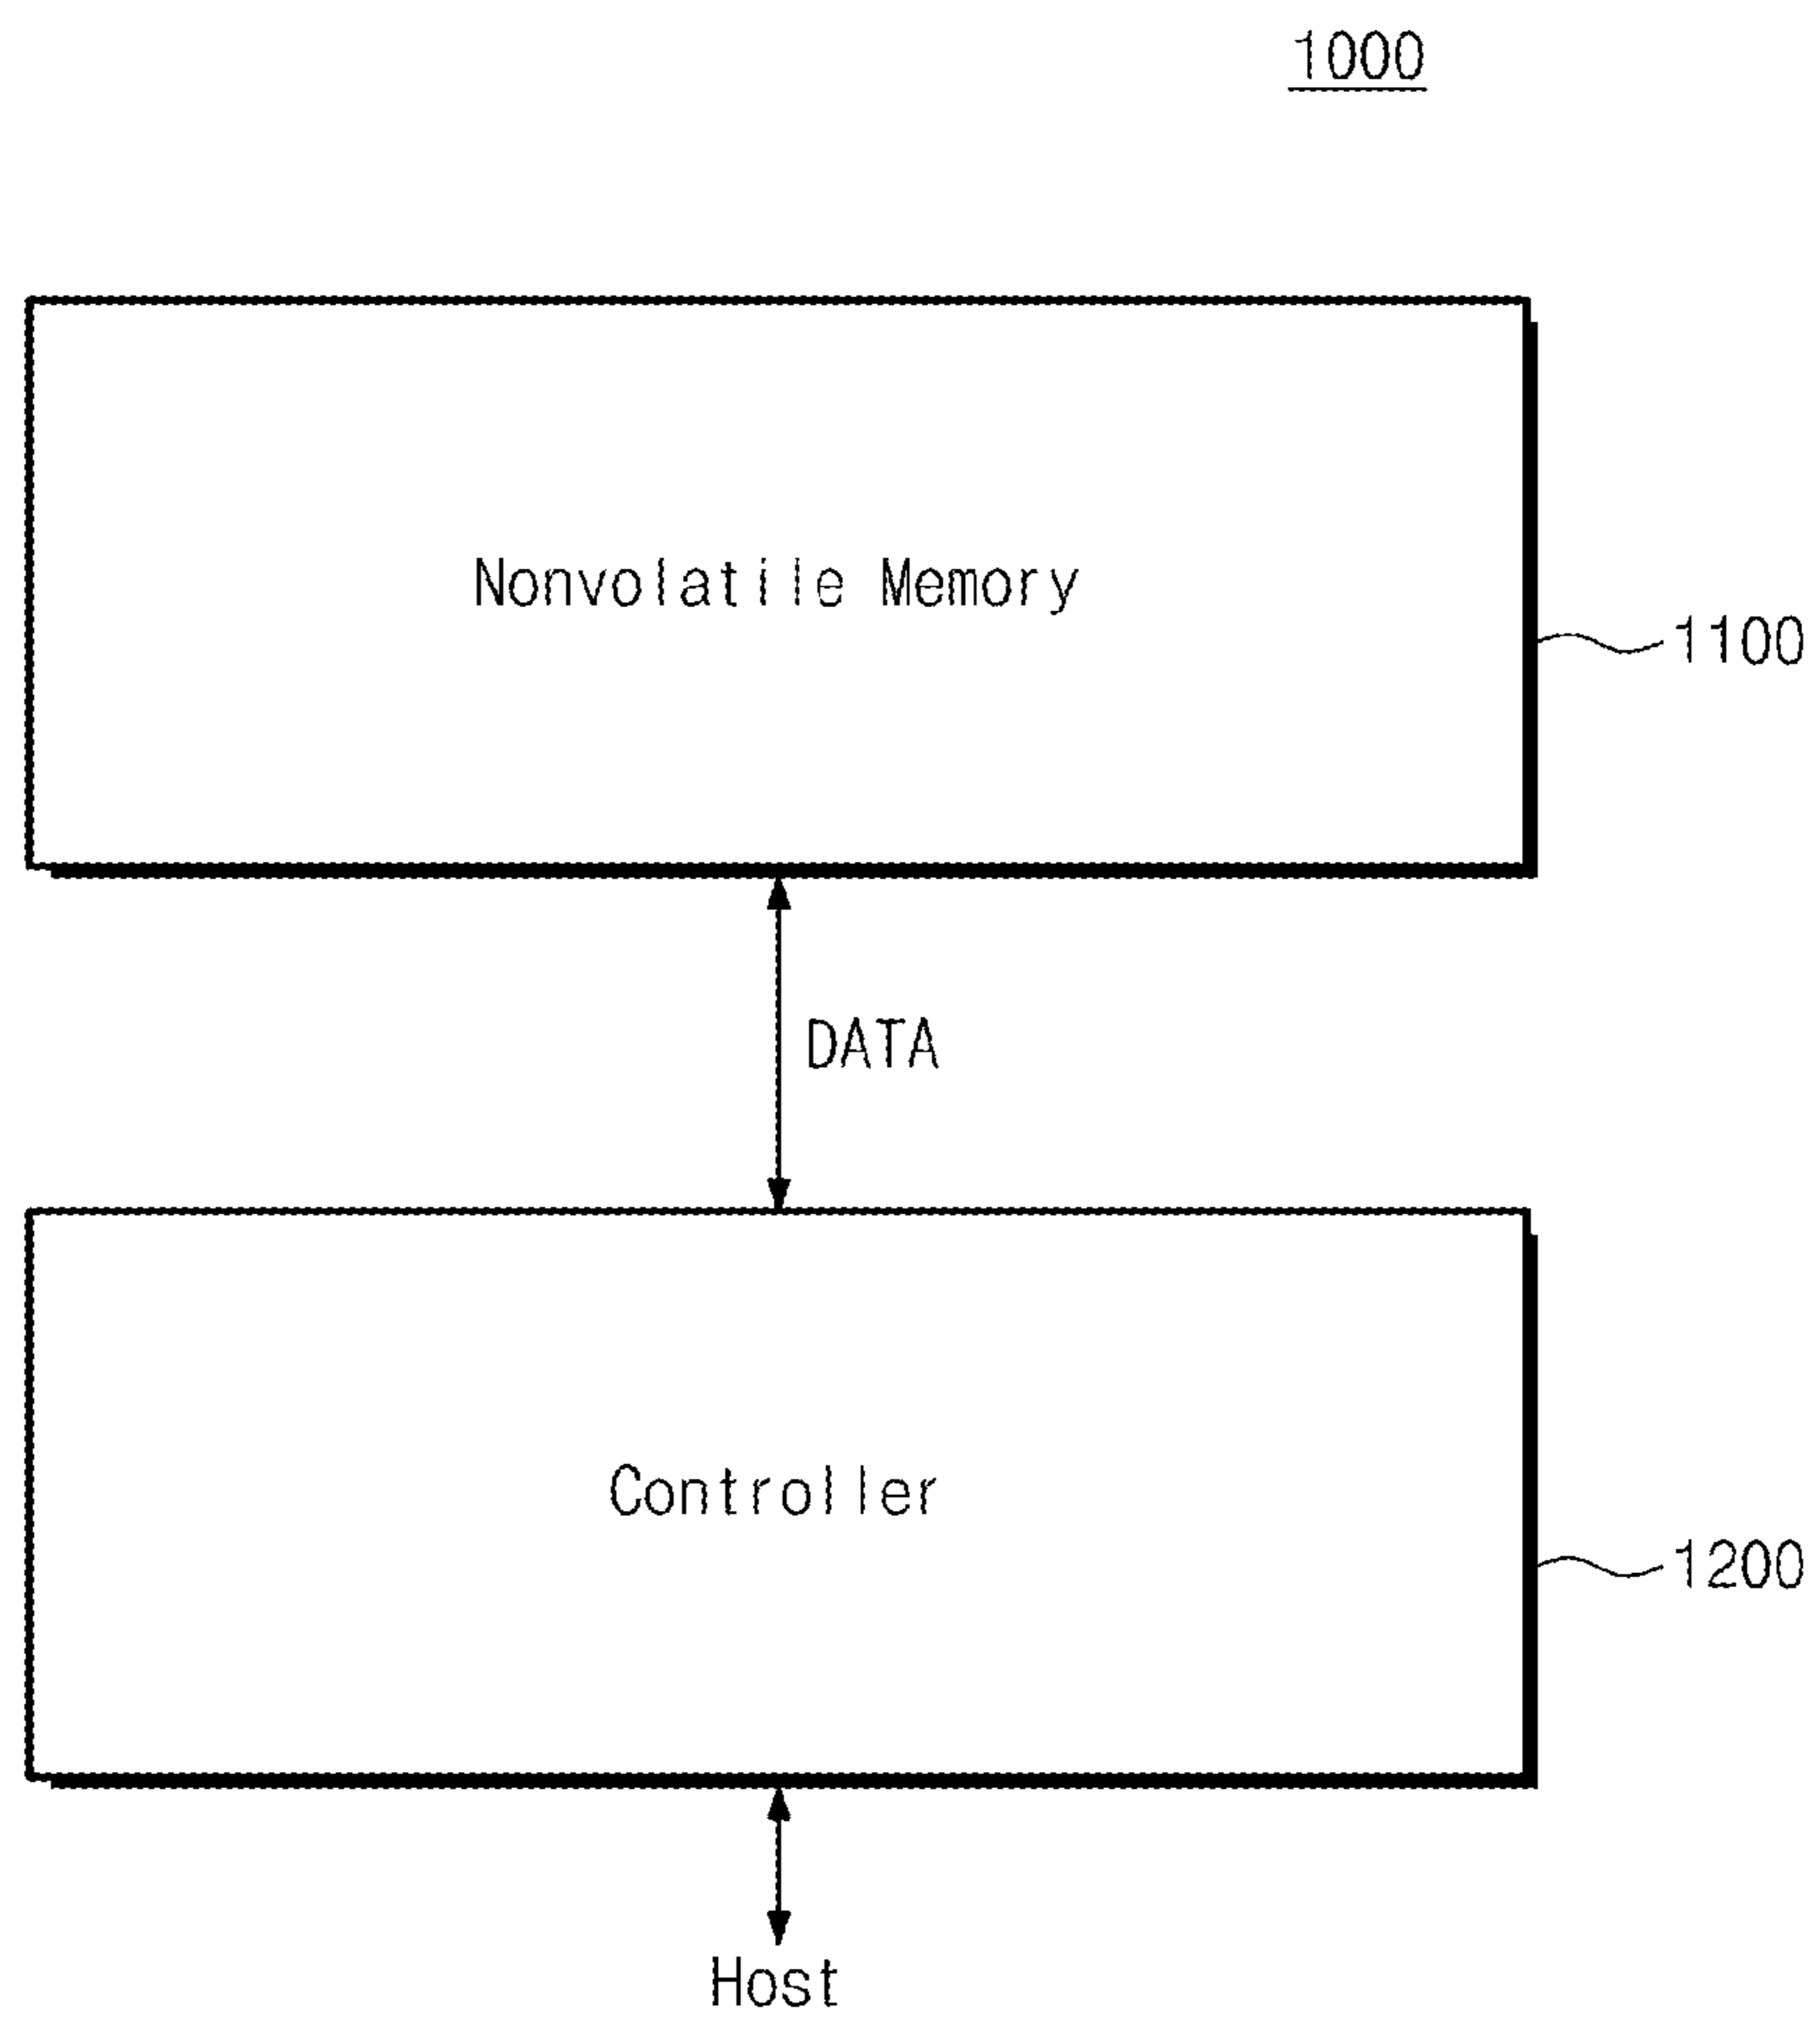 1000
Nonvolatile Memory
1100
DATA
Controller
1200
Host